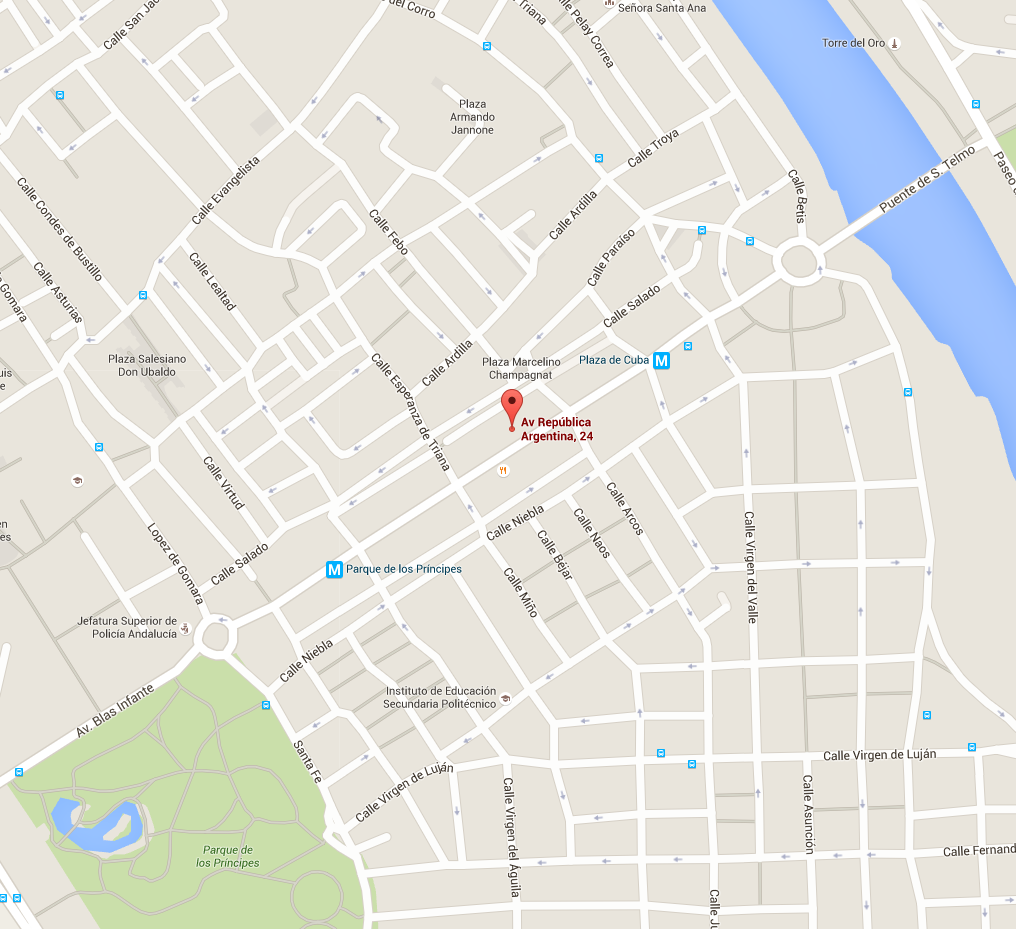 Calle San Jac
del Corro
Triana
Calle Pelay Correa
Señora Santa Ana
Torre del Oro
Plaza
Armando
Jannone
Calle Troya
Puente de S. Telmo
Paseo
Calle Evangelista
Calle Condes de Bustillo
Calle Betis
Calle Ardilla
Calle Febo
Calle Paraíso
Calle Asturias
de Gomara
Calle Lealtad
Calle Salado
Plaza Salesiano
Don Ubaldo
Calle Ardilla
Plaza Marcelino
Champagnat
Plaza de Cuba
M
uis
e
Calle Esperanza de Triana
Av República
Argentina, 24
Calle Virtud
Calle Arcos
en
es
Lopez de Gomara
Calle Niebla
Calle Naos
Calle Béjar
Calle Virgen del Valle
Calle Salado
M
Parque de los Príncipes
Calle Miño
Jefatura Superior de
Policía Andalucía
Calle Niebla
Instituto de Educación
Secundaria Politécnico
Av. Blas Infante
Santa Fe
Calle Virgen de Luján
Calle Virgen de Luján
Calle Virgen del Águila
Calle Asunción
Parque de
los Príncipes
Calle Fernand
Calle Ju